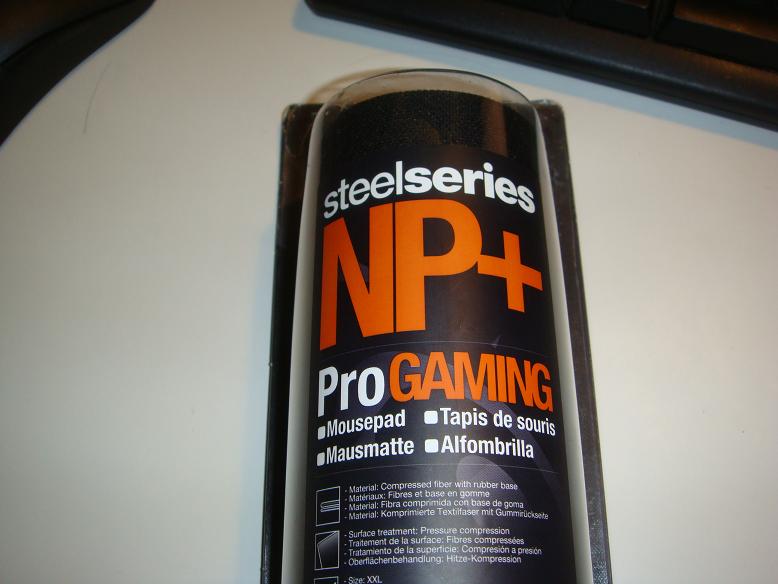 steelseries
NP+
ProGAMING
Mousepad Tapis de souris
Mausmatte Alfombrilla
- Material: Compressed fiber with rubber base
- Matériaux: Fibres et base en gomme
- Material: Fibra comprimida con base de goma
- Material: Komprimierte Textilfaser mit Gummirückseite
- Surface treatment: Pressure compression
- Traitement de la surface: Fibres compressées
- Tratamiento de la superficie: Compresión a presión
- Oberflächenbehandlung: Hitze-Kompression
- Size: XXL